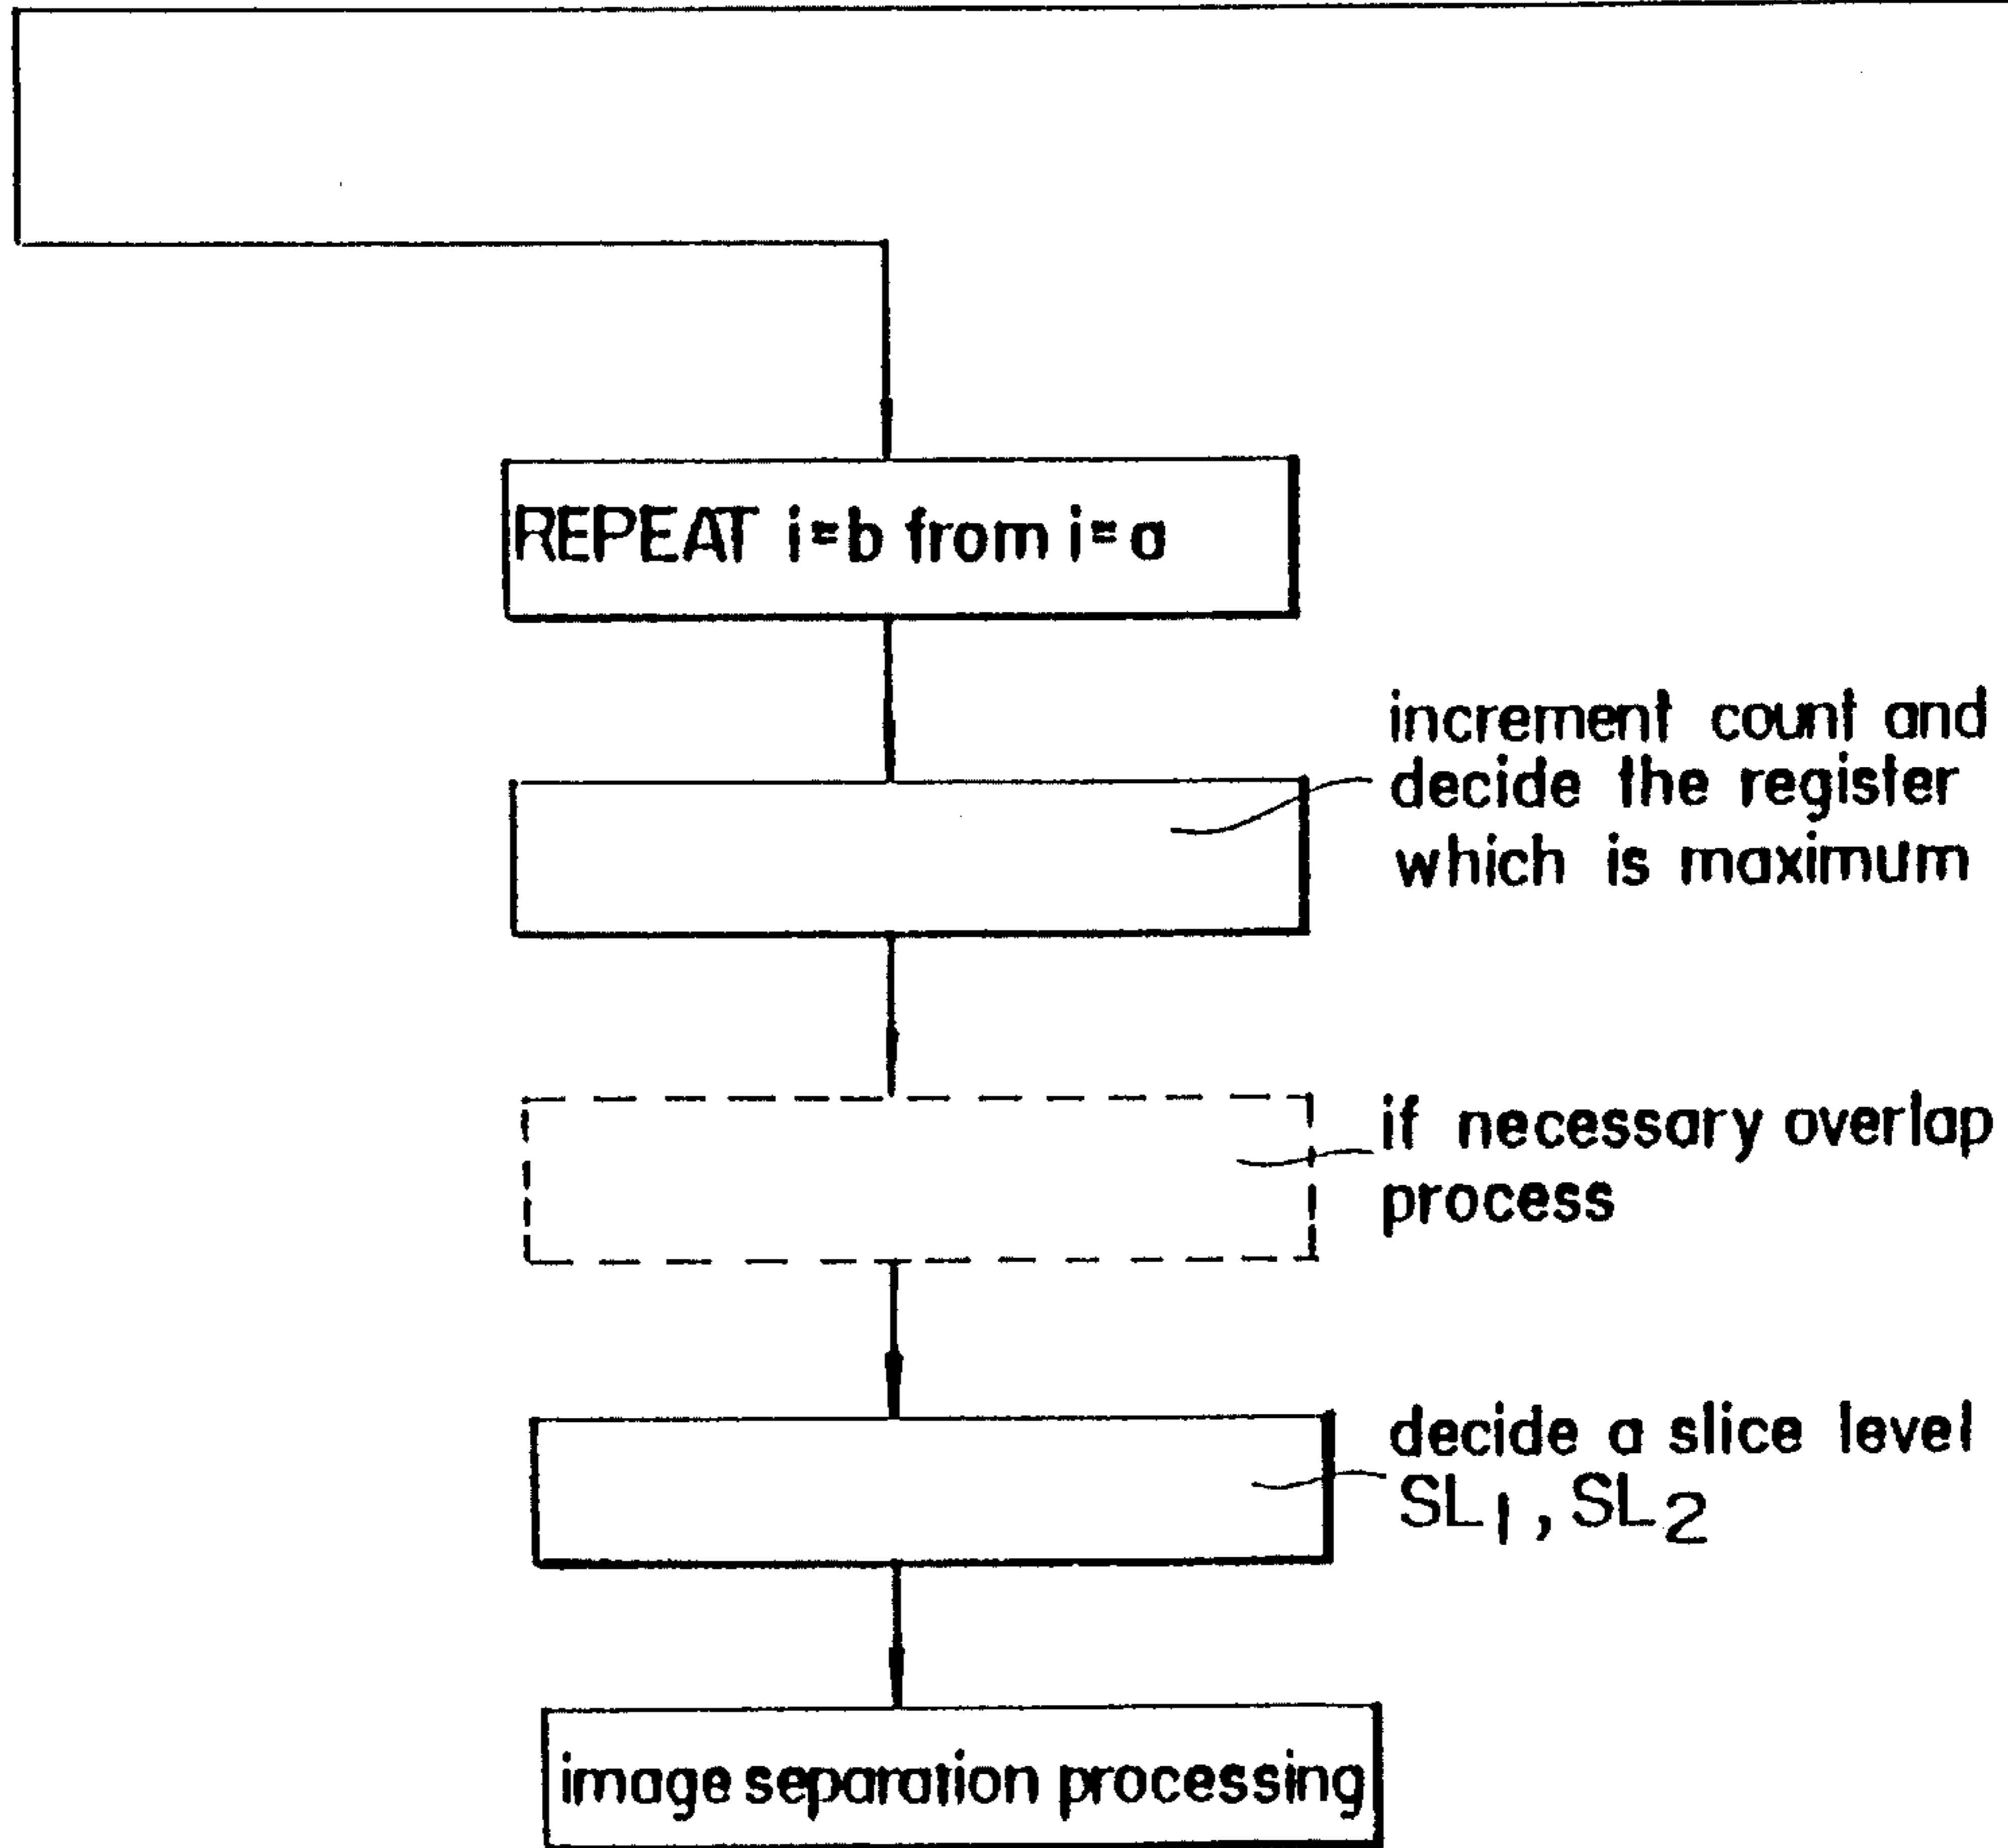 REPEAT i=b from i=a
increment count and
decide the register
which is maximum
if necessary overlap
process
decide a slice level
SL1, SL2
image separation processing